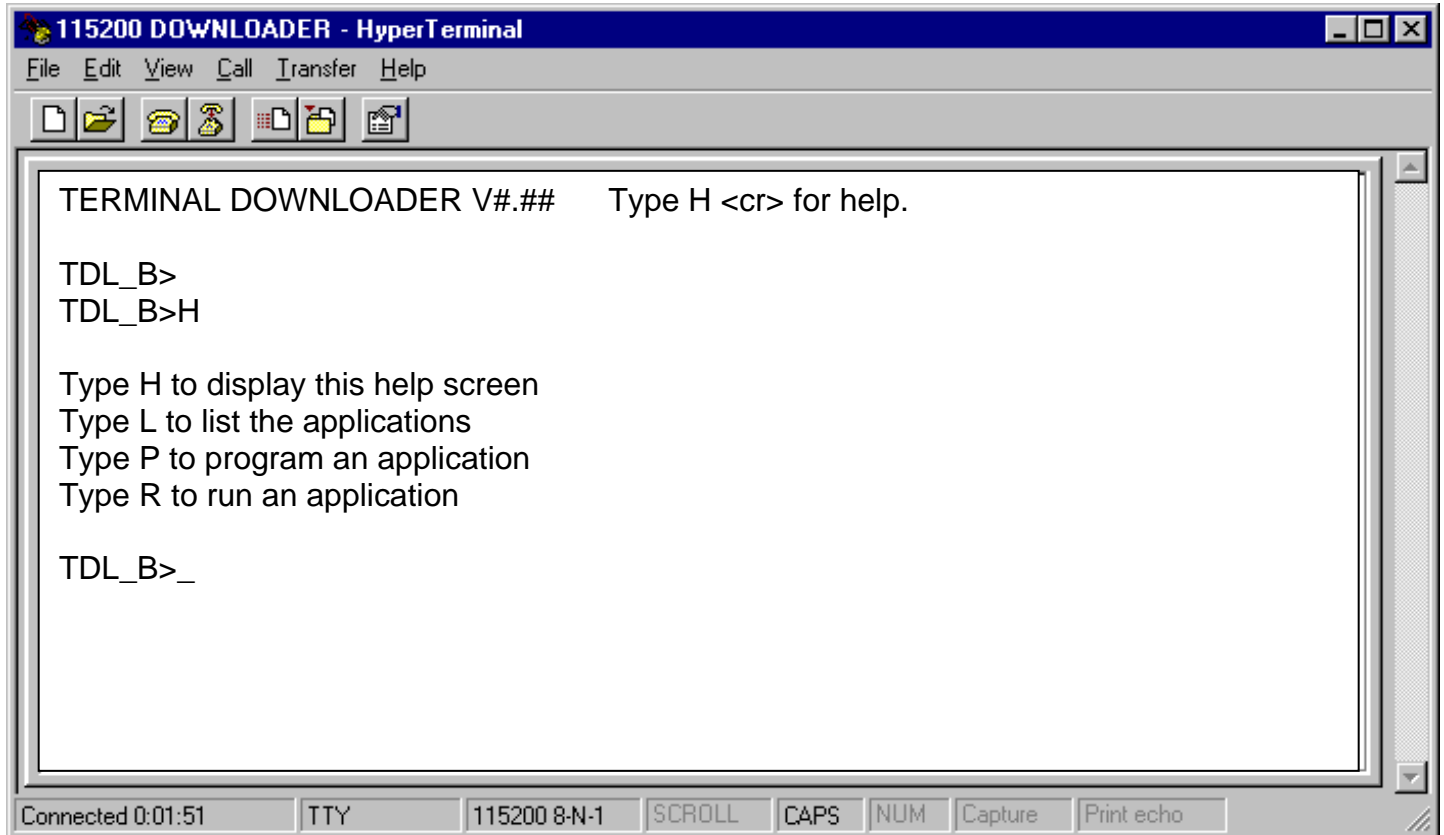 115200 DOWNLOADER - HyperTerminal
File Edit View Call Transfer Help
TERMINAL DOWNLOADER V#.## Type H <cr> for help.
TDL_B>
TDL_B>H
Type H to display this help screen
Type L to list the applications
Type P to program an application
Type R to run an application
TDL_B>_
Connected 0:01:51 TTY 115200 8-N-1 SCROLL CAPS NUM Capture Print echo